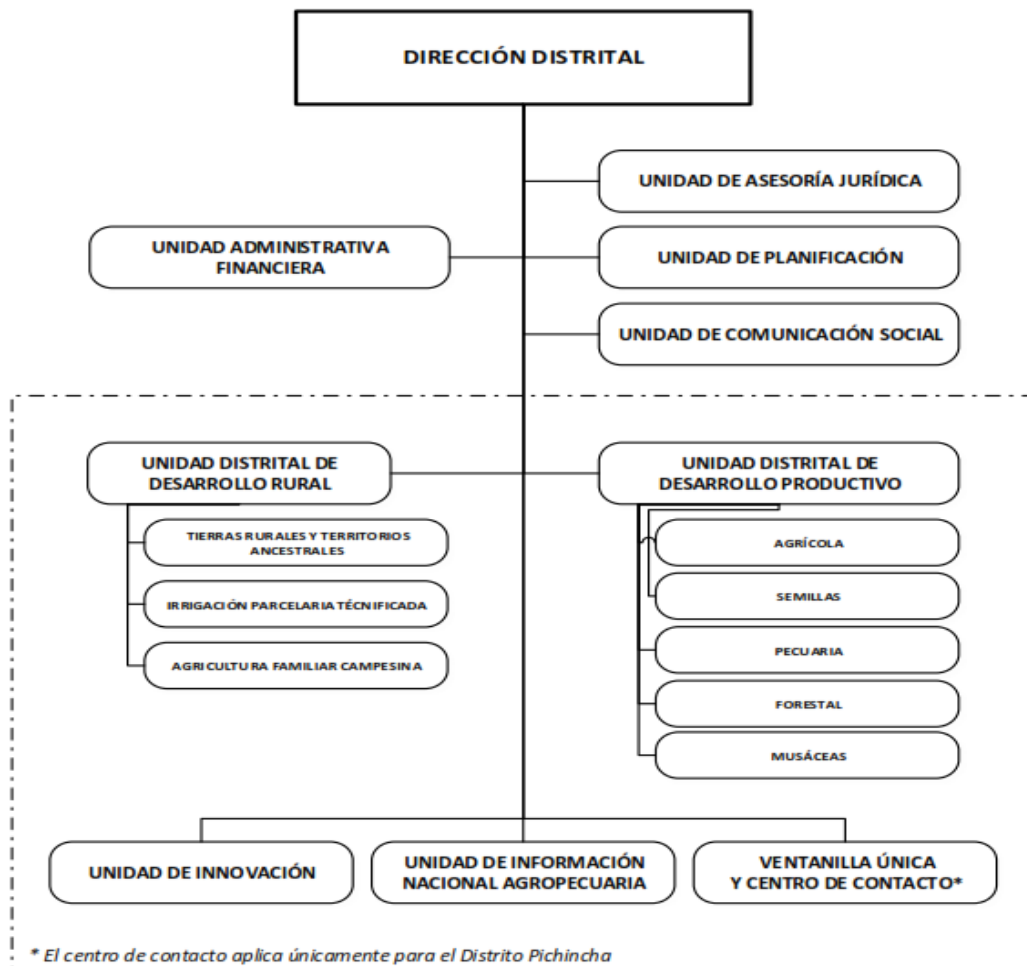 DIRECCIÓN DISTRITAL
UNIDAD DE ASESORÍA JURÍDICA
UNIDAD ADMINISTRATIVA
FINANCIERA
UNIDAD DE PLANIFICACIÓN
UNIDAD DE COMUNICACIÓN SOCIAL
UNIDAD DISTRITAL DE
DESARROLLO RURAL
TIERRAS RURALES Y TERRITORIOS
ANCESTRALES
IRRIGACIÓN PARCELARIA TÉCNIFICADA
AGRICULTURA FAMILIAR CAMPESINA
UNIDAD DISTRITAL DE
DESARROLLO PRODUCTIVO
AGRÍCOLA
SEMILLAS
PECUARIA
FORESTAL
MUSÁCEAS
UNIDAD DE INNOVACIÓN
UNIDAD DE INFORMACIÓN
NACIONAL AGROPECUARIA
VENTANILLA ÚNICA
Y CENTRO DE CONTACTO*
* El centro de contacto aplica únicamente para el Distrito Pichincha